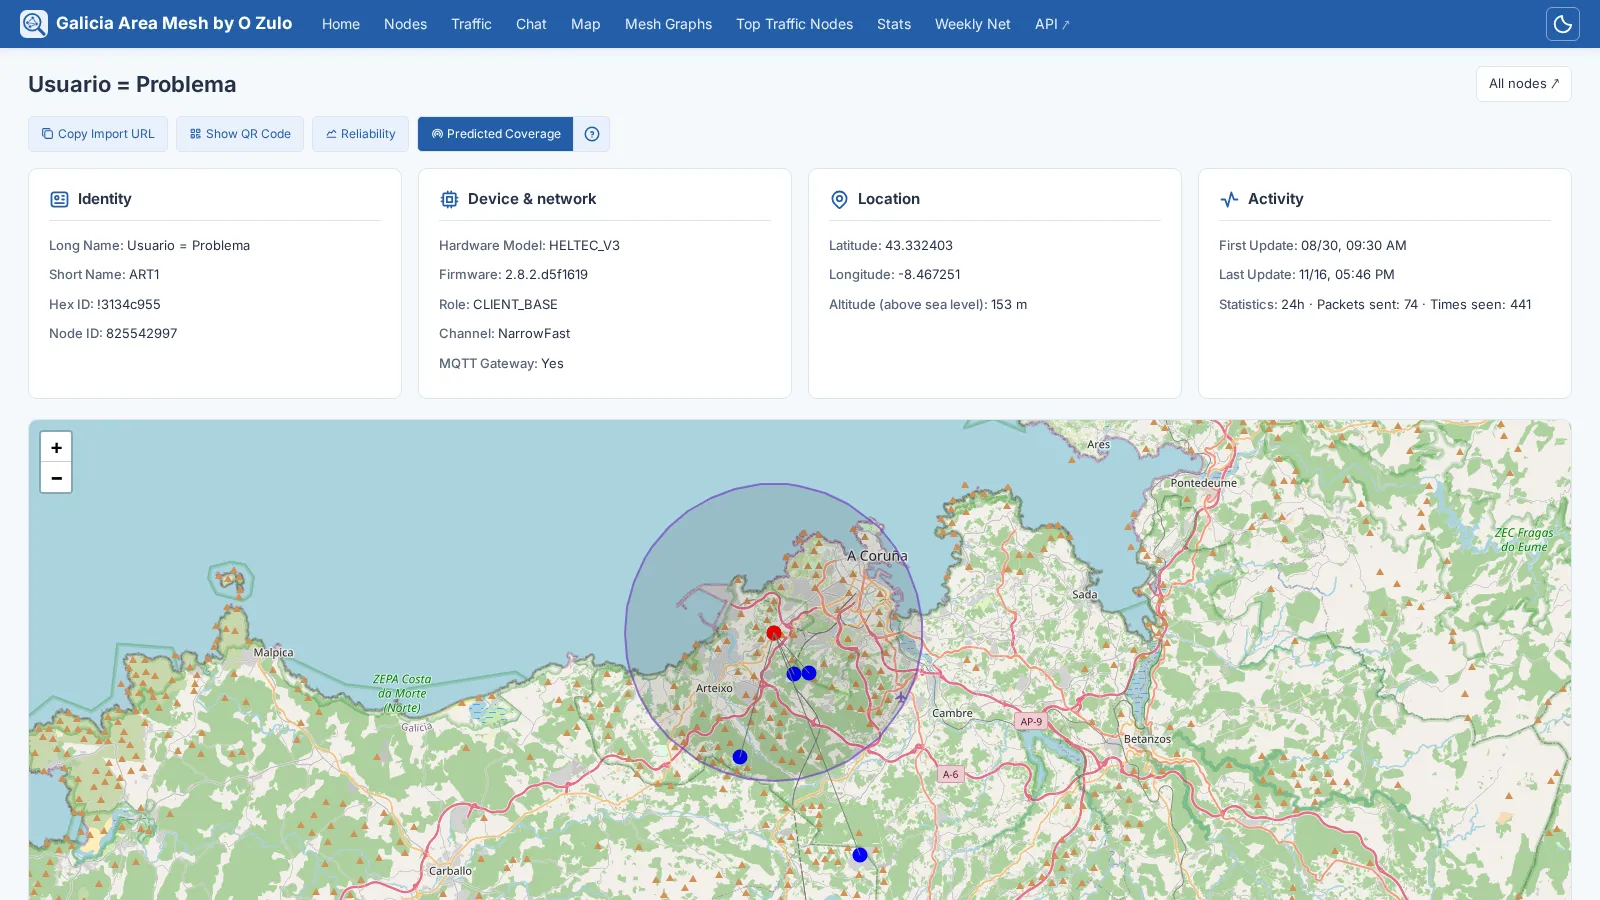 Galicia Area Mesh by O Zulo
Home
Nodes
Traffic
Chat
Map
Mesh Graphs
Top Traffic Nodes
Stats
Weekly Net
API ↗
Usuario = Problema
All nodes ↗
Copy Import URL
Show QR Code
Reliability
Predicted Coverage
?
Identity
Long Name: Usuario = Problema
Short Name: ART1
Hex ID: !3134c955
Node ID: 825542997
Device & network
Hardware Model: HELTEC_V3
Firmware: 2.8.2.d5f1619
Role: CLIENT_BASE
Channel: NarrowFast
MQTT Gateway: Yes
Location
Latitude: 43.332403
Longitude: -8.467251
Altitude (above sea level): 153 m
Activity
First Update: 08/30, 09:30 AM
Last Update: 11/16, 05:46 PM
Statistics: 24h · Packets sent: 74 · Times seen: 441
+
−
Ares
Pontedeume
ZEC Fragas
do Eume
A Coruña
Sada
Malpica
ZEPA Costa
da Morte
(Norte)
Galicia
Arteixo
Cambre
AP-9
Betanzos
A-6
Carballo